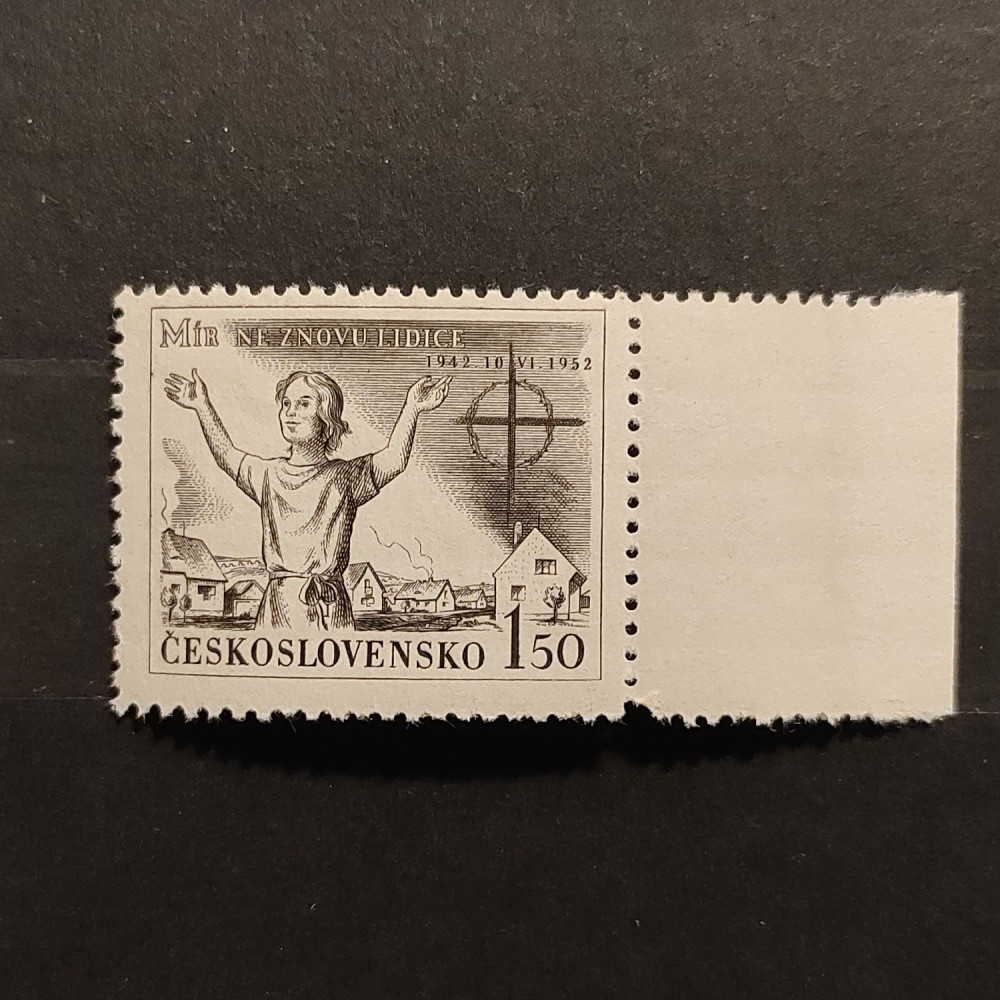 MÍR NE ZNOVU LIDICE
1942.10.VI.1952
ČESKOSLOVENSKO 150